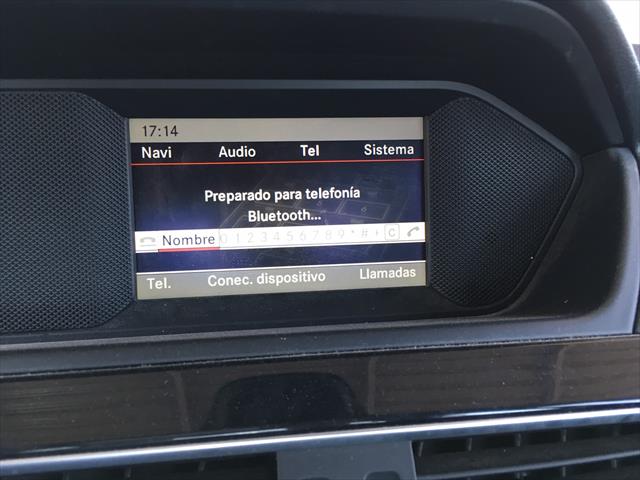 17:14
Navi Audio Tel Sistema
Preparado para telefonía
Bluetooth...
Nombre 0 1 2 3 4 5 6 7 8 9 * # + C
Tel. Conec. dispositivo Llamadas